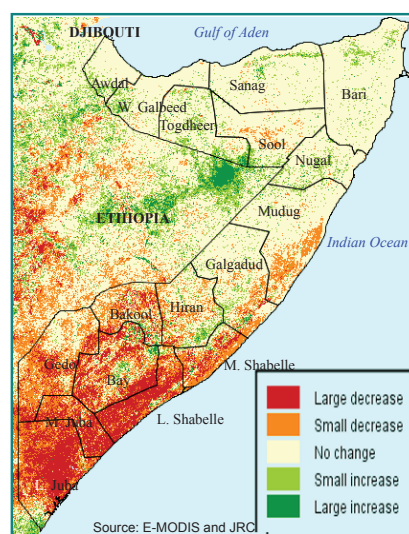 DJIBQUTI
Gulf of Aden
Awdal
Sanag
Bari
W. Galbeed
Togdheer
Sool
Nugal
ETHIOPIA
Mudug
Indian Ocean
Galgadud
Hiran
Bakool
Gedo
Bay
M. Shabelle
M. Juba
L. Shabelle
L. Juba
Large decrease
Small decrease
No change
Small increase
Large increase
Source: E-MODIS and JRC